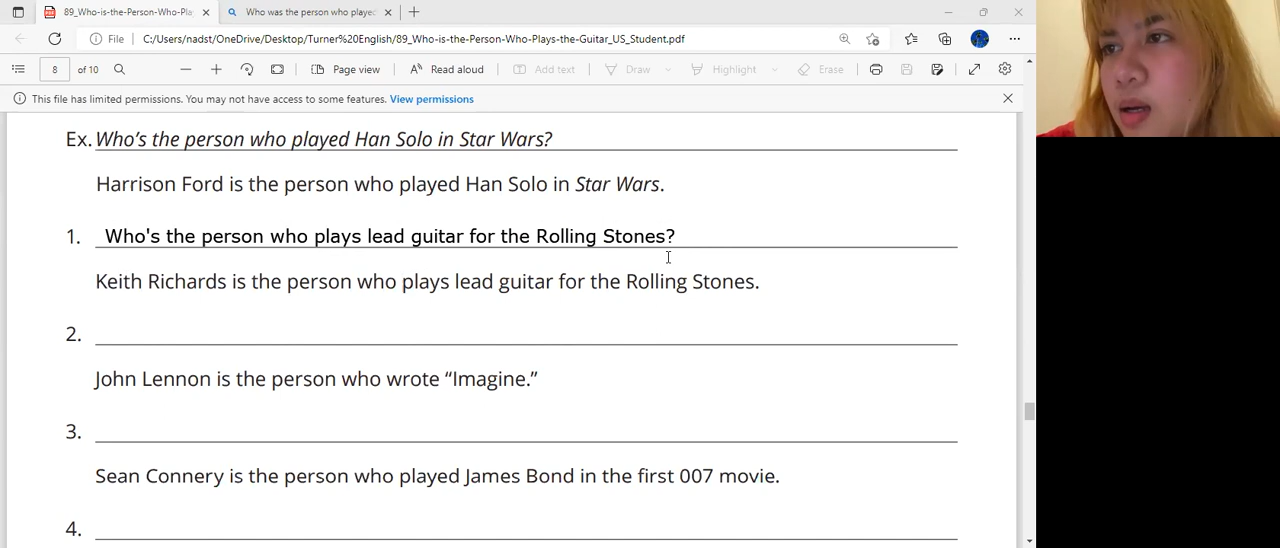 89_Who-is-the-Person-Who-Pla
Who was the person who played
File
C:/Users/nadst/OneDrive/Desktop/Turner%20English/89_Who-is-the-Person-Who-Plays-the-Guitar_US_Student.pdf
8 of 10
Page view
Read aloud
Add text
Draw
Highlight
Erase
This file has limited permissions. You may not have access to some features. View permissions
Ex. Who's the person who played Han Solo in Star Wars?
Harrison Ford is the person who played Han Solo in Star Wars.
1. Who's the person who plays lead guitar for the Rolling Stones?
Keith Richards is the person who plays lead guitar for the Rolling Stones.
2.
John Lennon is the person who wrote “Imagine.”
3.
Sean Connery is the person who played James Bond in the first 007 movie.
4.